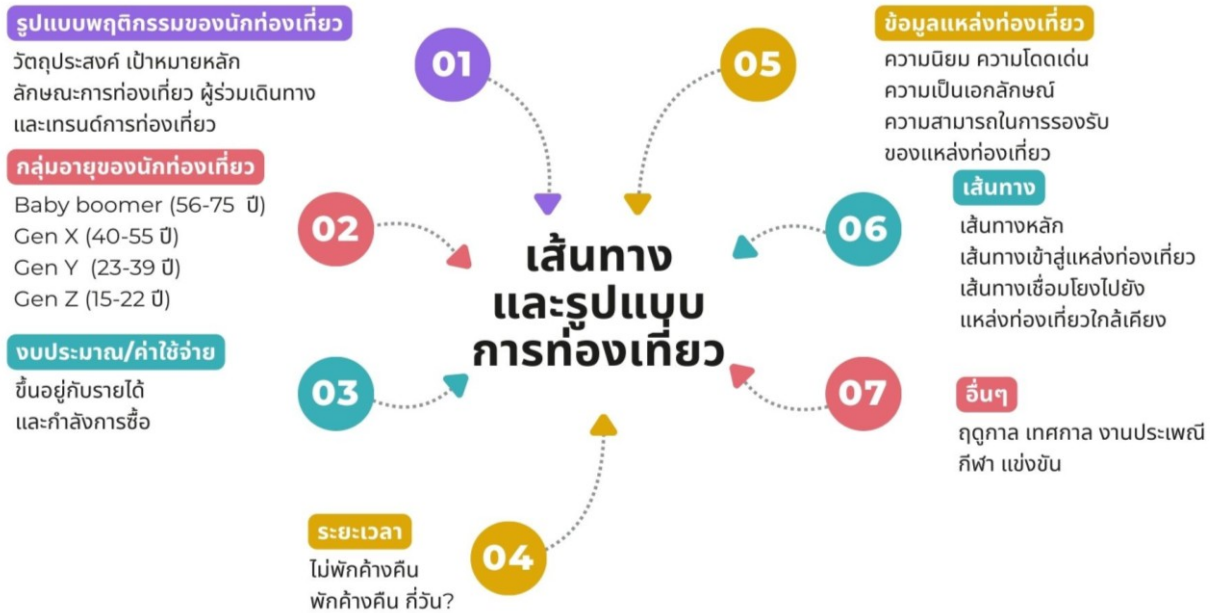 รูปแบบพฤติกรรมของนักท่องเที่ยว
วัตถุประสงค์ เป้าหมายหลัก
ลักษณะการท่องเที่ยว ผู้ร่วมเดินทาง
และเทรนด์การท่องเที่ยว
01
กลุ่มอายุของนักท่องเที่ยว
Baby boomer (56-75 ปี)
Gen X (40-55 ปี)
Gen Y (23-39 ปี)
Gen Z (15-22 ปี)
02
งบประมาณ/ค่าใช้จ่าย
ขึ้นอยู่กับรายได้
และกำลังการซื้อ
03
ระยะเวลา
ไม่พักค้างคืน
พักค้างคืน กี่วัน?
04
เส้นทาง
และรูปแบบ
การท่องเที่ยว
05
ข้อมูลแหล่งท่องเที่ยว
ความนิยม ความโดดเด่น
ความเป็นเอกลักษณ์
ความสามารถในการรองรับ
ของแหล่งท่องเที่ยว
06
เส้นทาง
เส้นทางหลัก
เส้นทางเข้าสู่แหล่งท่องเที่ยว
เส้นทางเชื่อมโยงไปยัง
แหล่งท่องเที่ยวใกล้เคียง
07
อื่นๆ
ฤดูกาล เทศกาล งานประเพณี
กีฬา แข่งขัน